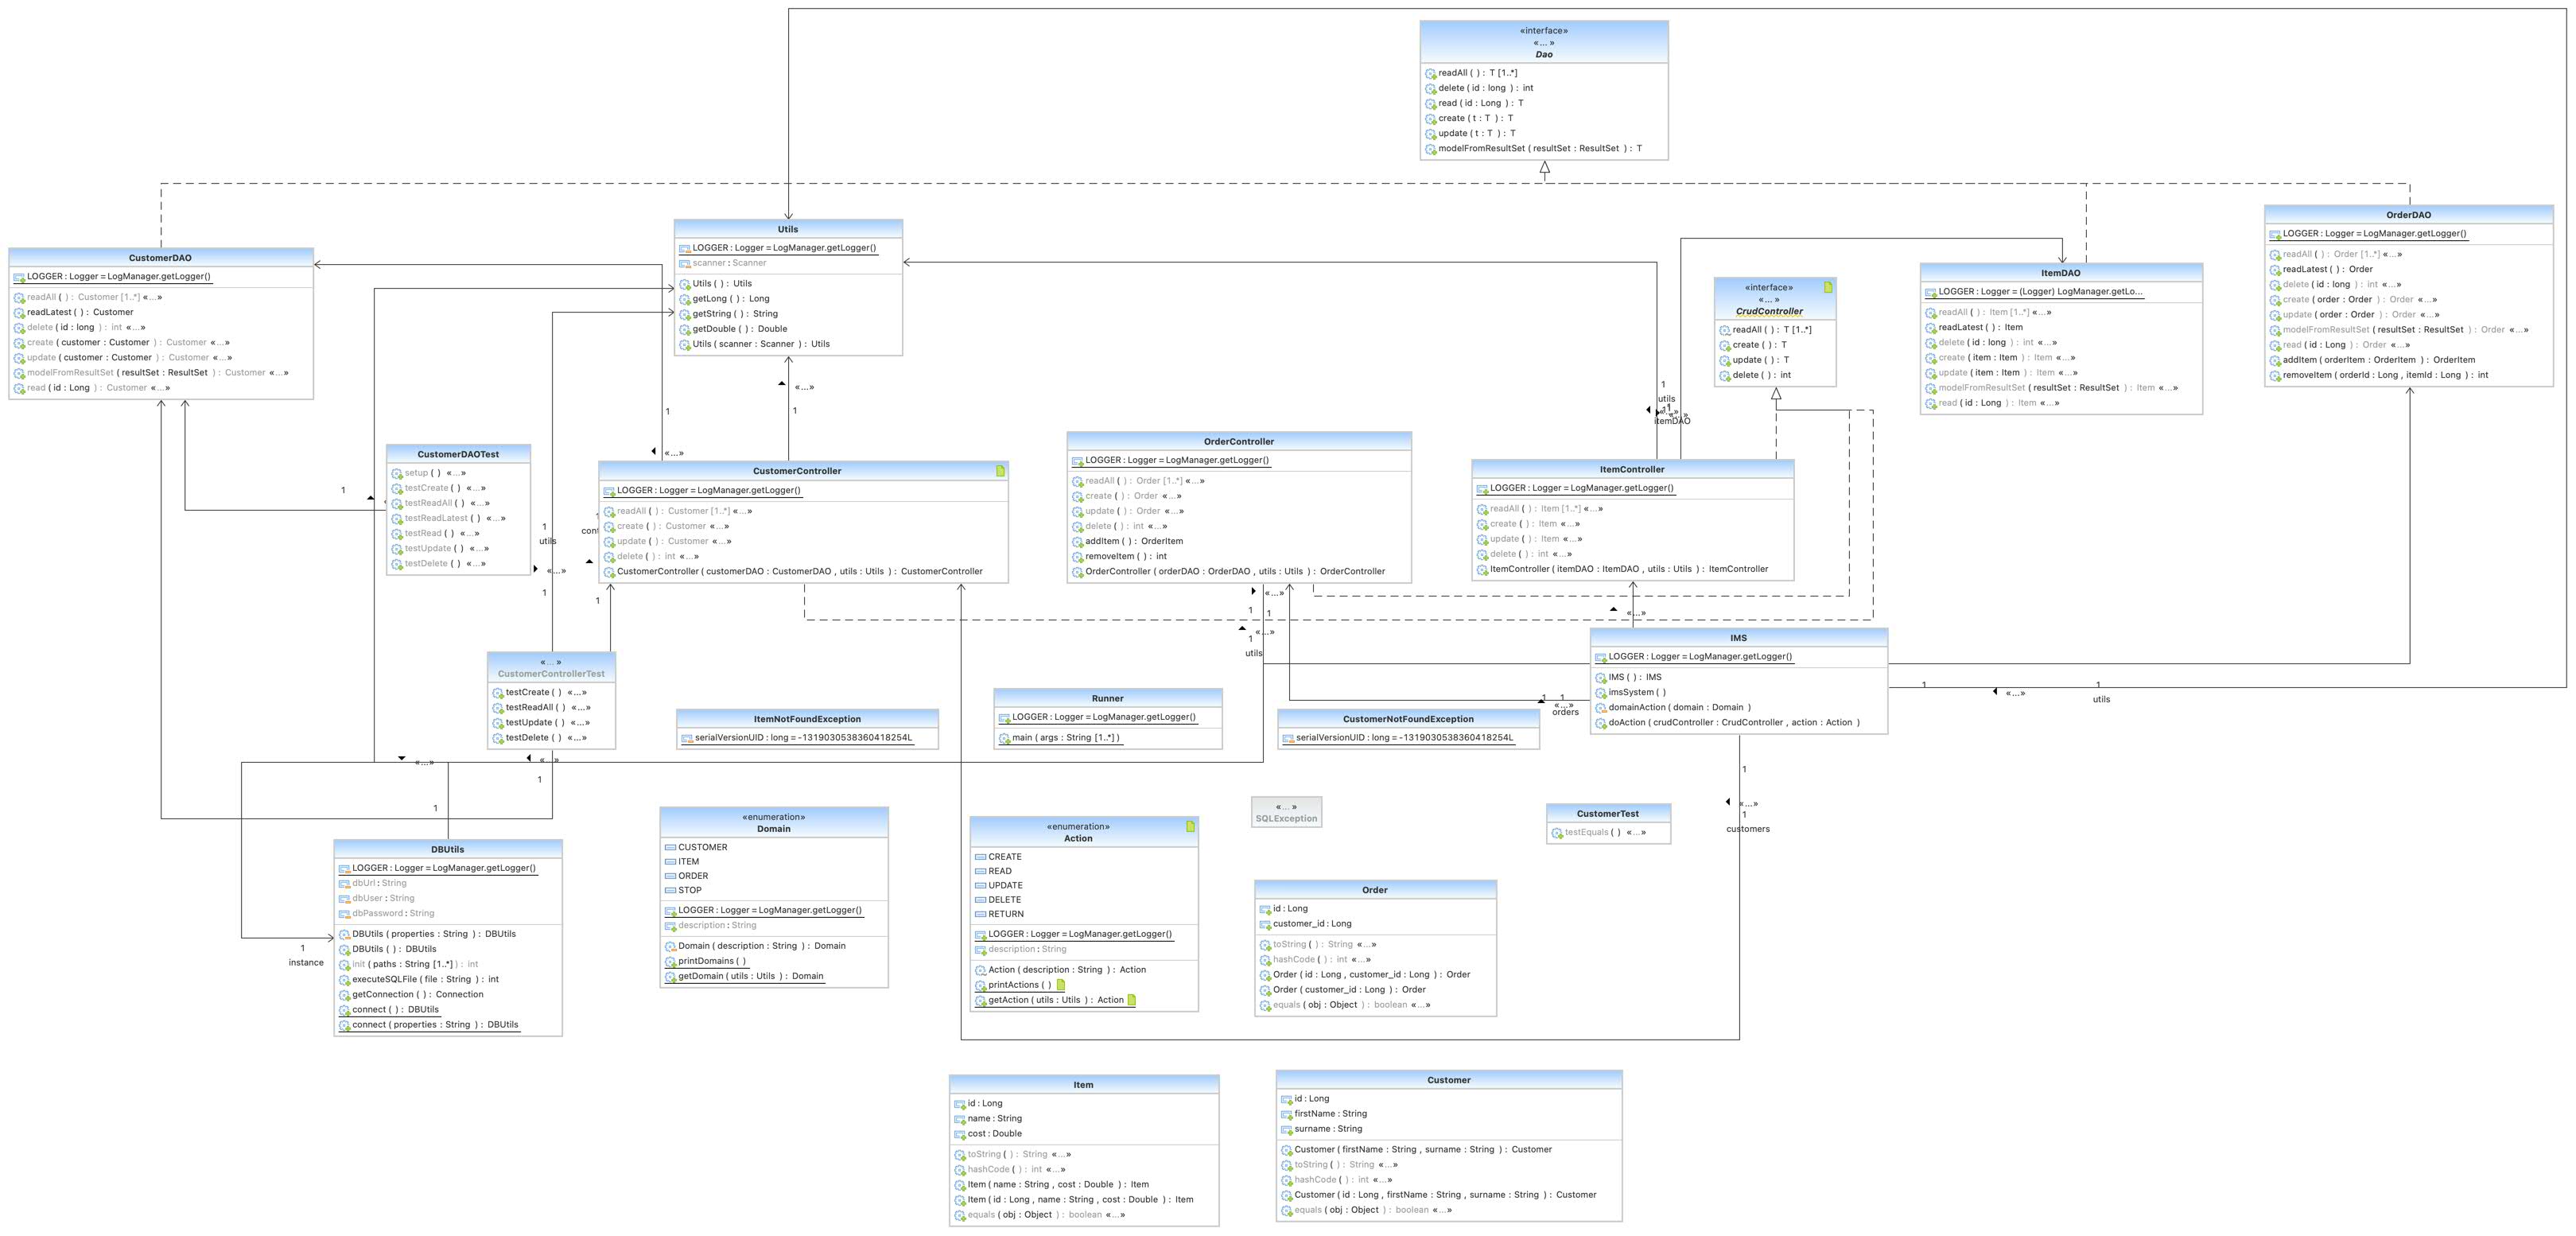 «interface»
«... »
Dao
readAll ( ) : T [1..*]
delete ( id : long ) : int
read ( id : Long ) : T
create ( t : T ) : T
update ( t : T ) : T
modelFromResultSet ( resultSet : ResultSet ) : T
CustomerDAO
LOGGER : Logger = LogManager.getLogger()
readAll ( ) : Customer [1..*] «...»
readLatest ( ) : Customer
delete ( id : long ) : int «...»
create ( customer : Customer ) : Customer «...»
update ( customer : Customer ) : Customer «...»
modelFromResultSet ( resultSet : ResultSet ) : Customer «...»
read ( id : Long ) : Customer «...»
Utils
LOGGER : Logger = LogManager.getLogger()
scanner : Scanner
Utils ( ) : Utils
getLong ( ) : Long
getString ( ) : String
getDouble ( ) : Double
Utils ( scanner : Scanner ) : Utils
«interface»
«... »
CrudController
readAll ( ) : T [1..*]
create ( ) : T
update ( ) : T
delete ( ) : int
ItemDAO
LOGGER : Logger = (Logger) LogManager.getLo...
readAll ( ) : Item [1..*] «...»
readLatest ( ) : Item
delete ( id : long ) : int «...»
create ( item : Item ) : Item «...»
update ( item : Item ) : Item «...»
modelFromResultSet ( resultSet : ResultSet ) : Item «...»
read ( id : Long ) : Item «...»
OrderDAO
LOGGER : Logger = LogManager.getLogger()
readAll ( ) : Order [1..*] «...»
readLatest ( ) : Order
delete ( id : long ) : int «...»
create ( order : Order ) : Order «...»
update ( order : Order ) : Order «...»
modelFromResultSet ( resultSet : ResultSet ) : Order «...»
read ( id : Long ) : Order «...»
addItem ( orderItem : OrderItem ) : OrderItem
removeItem ( orderId : Long , itemId : Long ) : int
«...»
1
1
«...»
1
utils
1
«...»
itemDAO
CustomerDAOTest
setup ( ) «...»
testCreate ( ) «...»
testReadAll ( ) «...»
testReadLatest ( ) «...»
testRead ( ) «...»
testUpdate ( ) «...»
testDelete ( ) «...»
1
1
utils
«...»
1
cont
1
CustomerController
LOGGER : Logger = LogManager.getLogger()
readAll ( ) : Customer [1..*] «...»
create ( ) : Customer «...»
update ( ) : Customer «...»
delete ( ) : int «...»
CustomerController ( customerDAO : CustomerDAO , utils : Utils ) : CustomerController
OrderController
LOGGER : Logger = LogManager.getLogger()
readAll ( ) : Order [1..*] «...»
create ( ) : Order «...»
update ( ) : Order «...»
delete ( ) : int «...»
addItem ( ) : OrderItem
removeItem ( ) : int
OrderController ( orderDAO : OrderDAO , utils : Utils ) : OrderController
ItemController
LOGGER : Logger = LogManager.getLogger()
readAll ( ) : Item [1..*] «...»
create ( ) : Item «...»
update ( ) : Item «...»
delete ( ) : int «...»
ItemController ( itemDAO : ItemDAO , utils : Utils ) : ItemController
«...»
1
1
«...»
1
utils
«...»
IMS
LOGGER : Logger = LogManager.getLogger()
IMS ( ) : IMS
imsSystem ( )
domainAction ( domain : Domain )
doAction ( crudController : CrudController , action : Action )
1
1
«...»
orders
1
«...»
1
utils
«... »
CustomerControllerTest
testCreate ( ) «...»
testReadAll ( ) «...»
testUpdate ( ) «...»
testDelete ( ) «...»
ItemNotFoundException
serialVersionUID : long = -1319030538360418254L
Runner
LOGGER : Logger = LogManager.getLogger()
main ( args : String [1..*] )
CustomerNotFoundException
serialVersionUID : long = -1319030538360418254L
1
«...»
1
customers
1
«...»
«...»
1
1
instance
DBUtils
LOGGER : Logger = LogManager.getLogger()
dbUrl : String
dbUser : String
dbPassword : String
DBUtils ( properties : String ) : DBUtils
DBUtils ( ) : DBUtils
init ( paths : String [1..*] ) : int
executeSQLFile ( file : String ) : int
getConnection ( ) : Connection
connect ( ) : DBUtils
connect ( properties : String ) : DBUtils
«enumeration»
Domain
CUSTOMER
ITEM
ORDER
STOP
LOGGER : Logger = LogManager.getLogger()
description : String
Domain ( description : String ) : Domain
printDomains ( )
getDomain ( utils : Utils ) : Domain
«enumeration»
Action
CREATE
READ
UPDATE
DELETE
RETURN
LOGGER : Logger = LogManager.getLogger()
description : String
Action ( description : String ) : Action
printActions ( )
getAction ( utils : Utils ) : Action
«... »
SQLException
CustomerTest
testEquals ( ) «...»
Order
id : Long
customer_id : Long
toString ( ) : String «...»
hashCode ( ) : int «...»
Order ( id : Long , customer_id : Long ) : Order
Order ( customer_id : Long ) : Order
equals ( obj : Object ) : boolean «...»
Item
id : Long
name : String
cost : Double
toString ( ) : String «...»
hashCode ( ) : int «...»
Item ( name : String , cost : Double ) : Item
Item ( id : Long , name : String , cost : Double ) : Item
equals ( obj : Object ) : boolean «...»
Customer
id : Long
firstName : String
surname : String
Customer ( firstName : String , surname : String ) : Customer
toString ( ) : String «...»
hashCode ( ) : int «...»
Customer ( id : Long , firstName : String , surname : String ) : Customer
equals ( obj : Object ) : boolean «...»